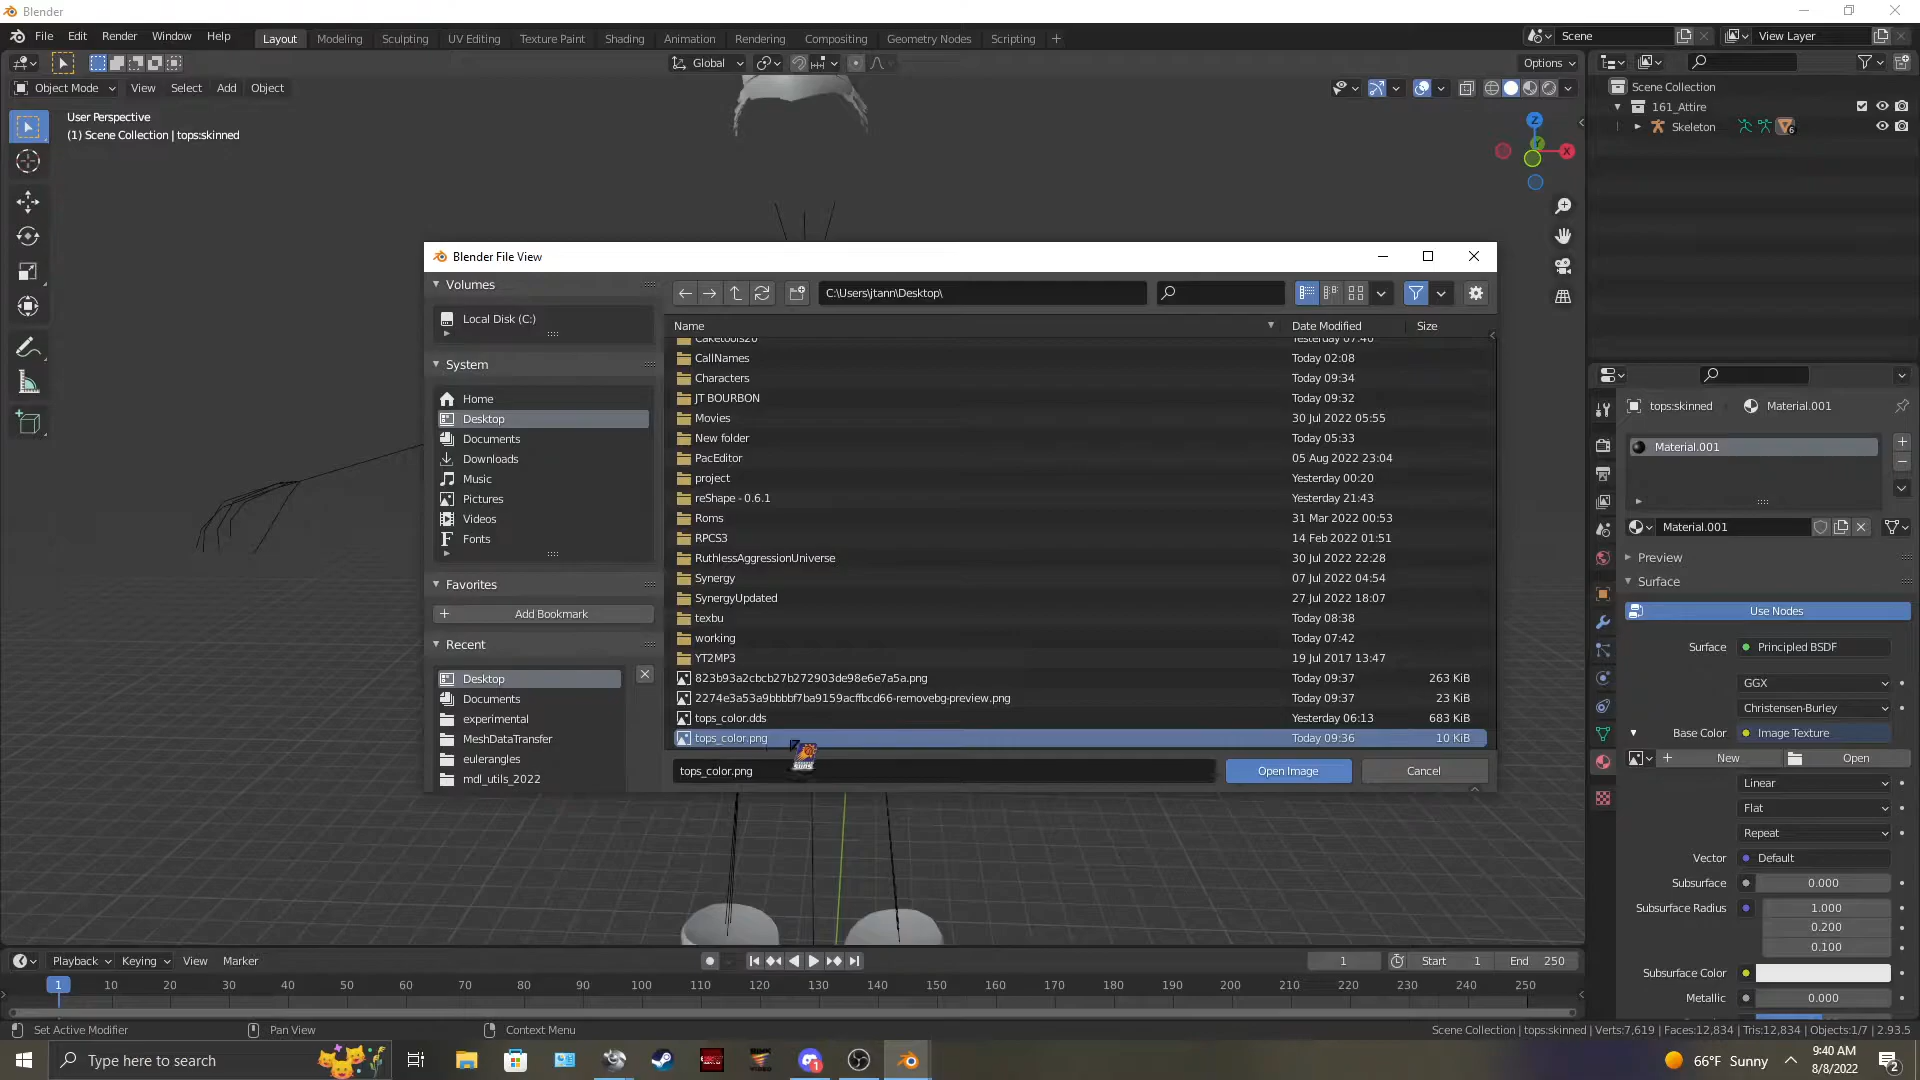 Blender
File Edit Render Window Help
Layout Modeling Sculpting UV Editing Texture Paint Shading Animation Rendering Compositing Geometry Nodes Scripting +
Scene
View Layer
Global
Options
Object Mode View Select Add Object
User Perspective
(1) Scene Collection | tops:skinned
Z
Y
X
Scene Collection
161_Attire
Skeleton
6
Blender File View
Volumes
Local Disk (C:)
System
Home
Desktop
Documents
Downloads
Music
Pictures
Videos
Fonts
Favorites
Add Bookmark
Recent
Desktop
Documents
experimental
MeshDataTransfer
eulerangles
mdl_utils_2022
C:\Users\jtann\Desktop\
Name Date Modified Size
Caketools20 Yesterday 07:40
CallNames Today 02:08
Characters Today 09:34
JT BOURBON Today 09:32
Movies 30 Jul 2022 05:55
New folder Today 05:33
PacEditor 05 Aug 2022 23:04
project Yesterday 00:20
reShape - 0.6.1 Yesterday 21:43
Roms 31 Mar 2022 00:53
RPCS3 14 Feb 2022 01:51
RuthlessAggressionUniverse 30 Jul 2022 22:28
Synergy 07 Jul 2022 04:54
SynergyUpdated 27 Jul 2022 18:07
texbu Today 08:38
working Today 07:42
YT2MP3 19 Jul 2017 13:47
823b93a2cbcb27b272903de98e6e7a5a.png Today 09:37 263 KiB
2274e3a53a9bbbbf7ba9159acffbcd66-removebg-preview.png Today 09:37 23 KiB
tops_color.dds Yesterday 06:13 683 KiB
tops_color.png Today 09:36 10 KiB
SUNS
tops_color.png
Open Image
Cancel
tops:skinned Material.001
Material.001
Material.001
Preview
Surface
Use Nodes
Surface Principled BSDF
GGX
Christensen-Burley
Base Color Image Texture
New Open
Linear
Flat
Repeat
Vector Default
Subsurface 0.000
Subsurface Radius 1.000
0.200
0.100
Subsurface Color
Metallic 0.000
Playback Keying View Marker
1 Start 1 End 250
1 10 20 30 40 50 60 70 80 90 100 110 120 130 140 150 160 170 180 190 200 210 220 230 240 250
Set Active Modifier Pan View Context Menu
Scene Collection | tops:skinned | Verts:7,619 | Faces:12,834 | Tris:12,834 | Objects:1/7 | 2.93.5
Type here to search
1
66°F Sunny
9:40 AM
8/8/2022
2